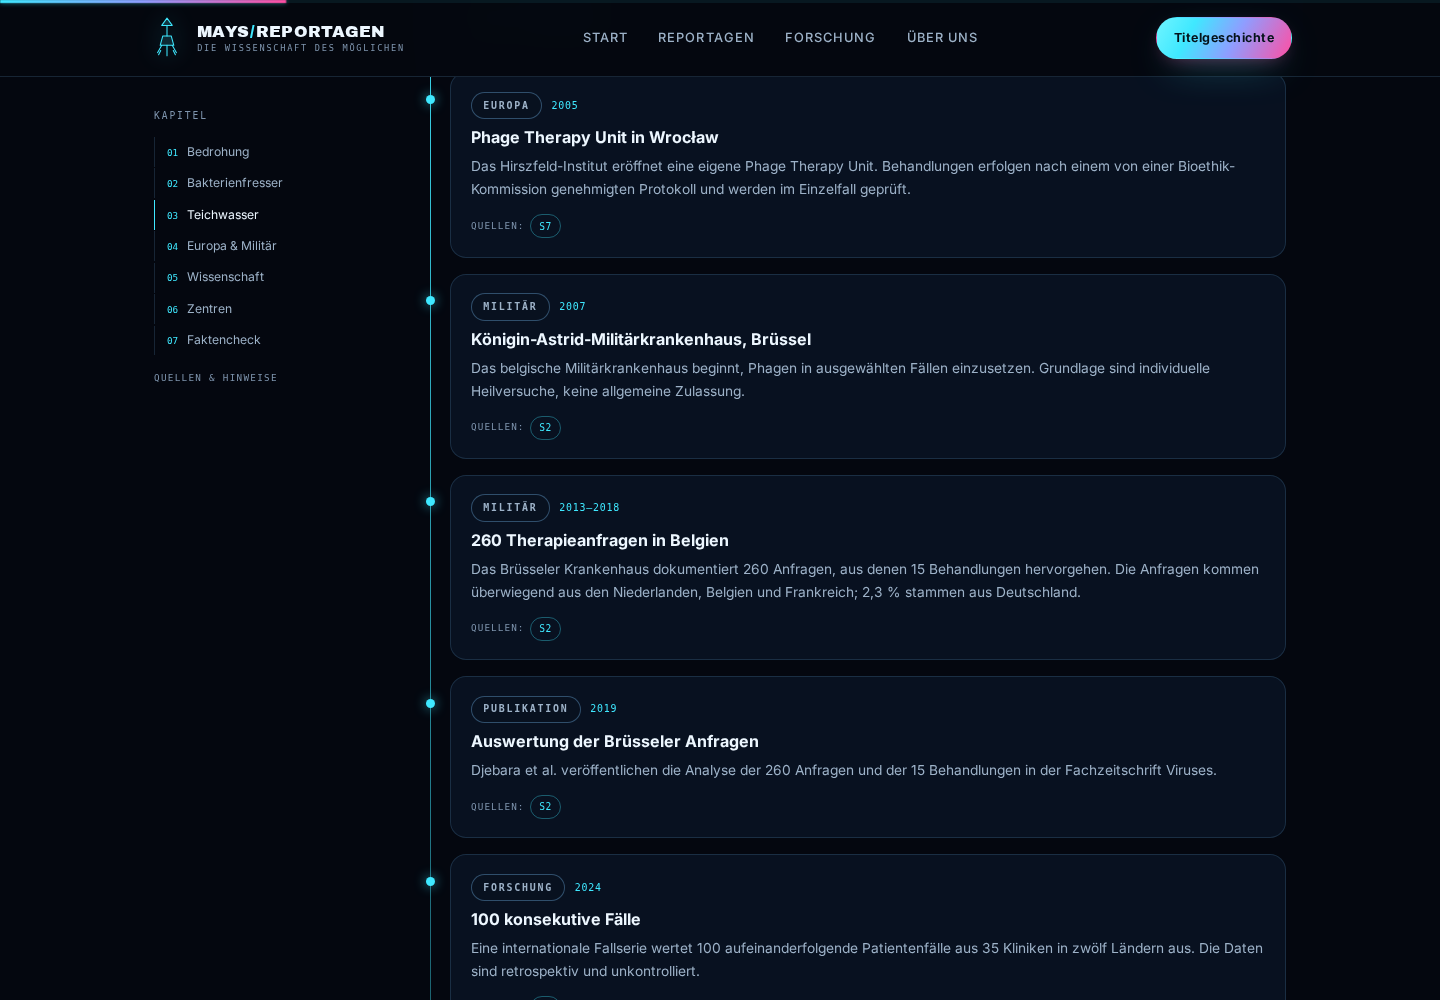 MAYS/REPORTAGEN
DIE WISSENSCHAFT DES MÖGLICHEN
START
REPORTAGEN
FORSCHUNG
ÜBER UNS
Titelgeschichte
KAPITEL
01 Bedrohung
02 Bakterienfresser
03 Teichwasser
04 Europa & Militär
05 Wissenschaft
06 Zentren
07 Faktencheck
QUELLEN & HINWEISE
EUROPA 2005
Phage Therapy Unit in Wrocław
Das Hirszfeld-Institut eröffnet eine eigene Phage Therapy Unit. Behandlungen erfolgen nach einem von einer Bioethik-
Kommission genehmigten Protokoll und werden im Einzelfall geprüft.
QUELLEN: S7
MILITÄR 2007
Königin-Astrid-Militärkrankenhaus, Brüssel
Das belgische Militärkrankenhaus beginnt, Phagen in ausgewählten Fällen einzusetzen. Grundlage sind individuelle
Heilversuche, keine allgemeine Zulassung.
QUELLEN: S2
MILITÄR 2013–2018
260 Therapieanfragen in Belgien
Das Brüsseler Krankenhaus dokumentiert 260 Anfragen, aus denen 15 Behandlungen hervorgehen. Die Anfragen kommen
überwiegend aus den Niederlanden, Belgien und Frankreich; 2,3 % stammen aus Deutschland.
QUELLEN: S2
PUBLIKATION 2019
Auswertung der Brüsseler Anfragen
Djebara et al. veröffentlichen die Analyse der 260 Anfragen und der 15 Behandlungen in der Fachzeitschrift Viruses.
QUELLEN: S2
FORSCHUNG 2024
100 konsekutive Fälle
Eine internationale Fallserie wertet 100 aufeinanderfolgende Patientenfälle aus 35 Kliniken in zwölf Ländern aus. Die Daten
sind retrospektiv und unkontrolliert.